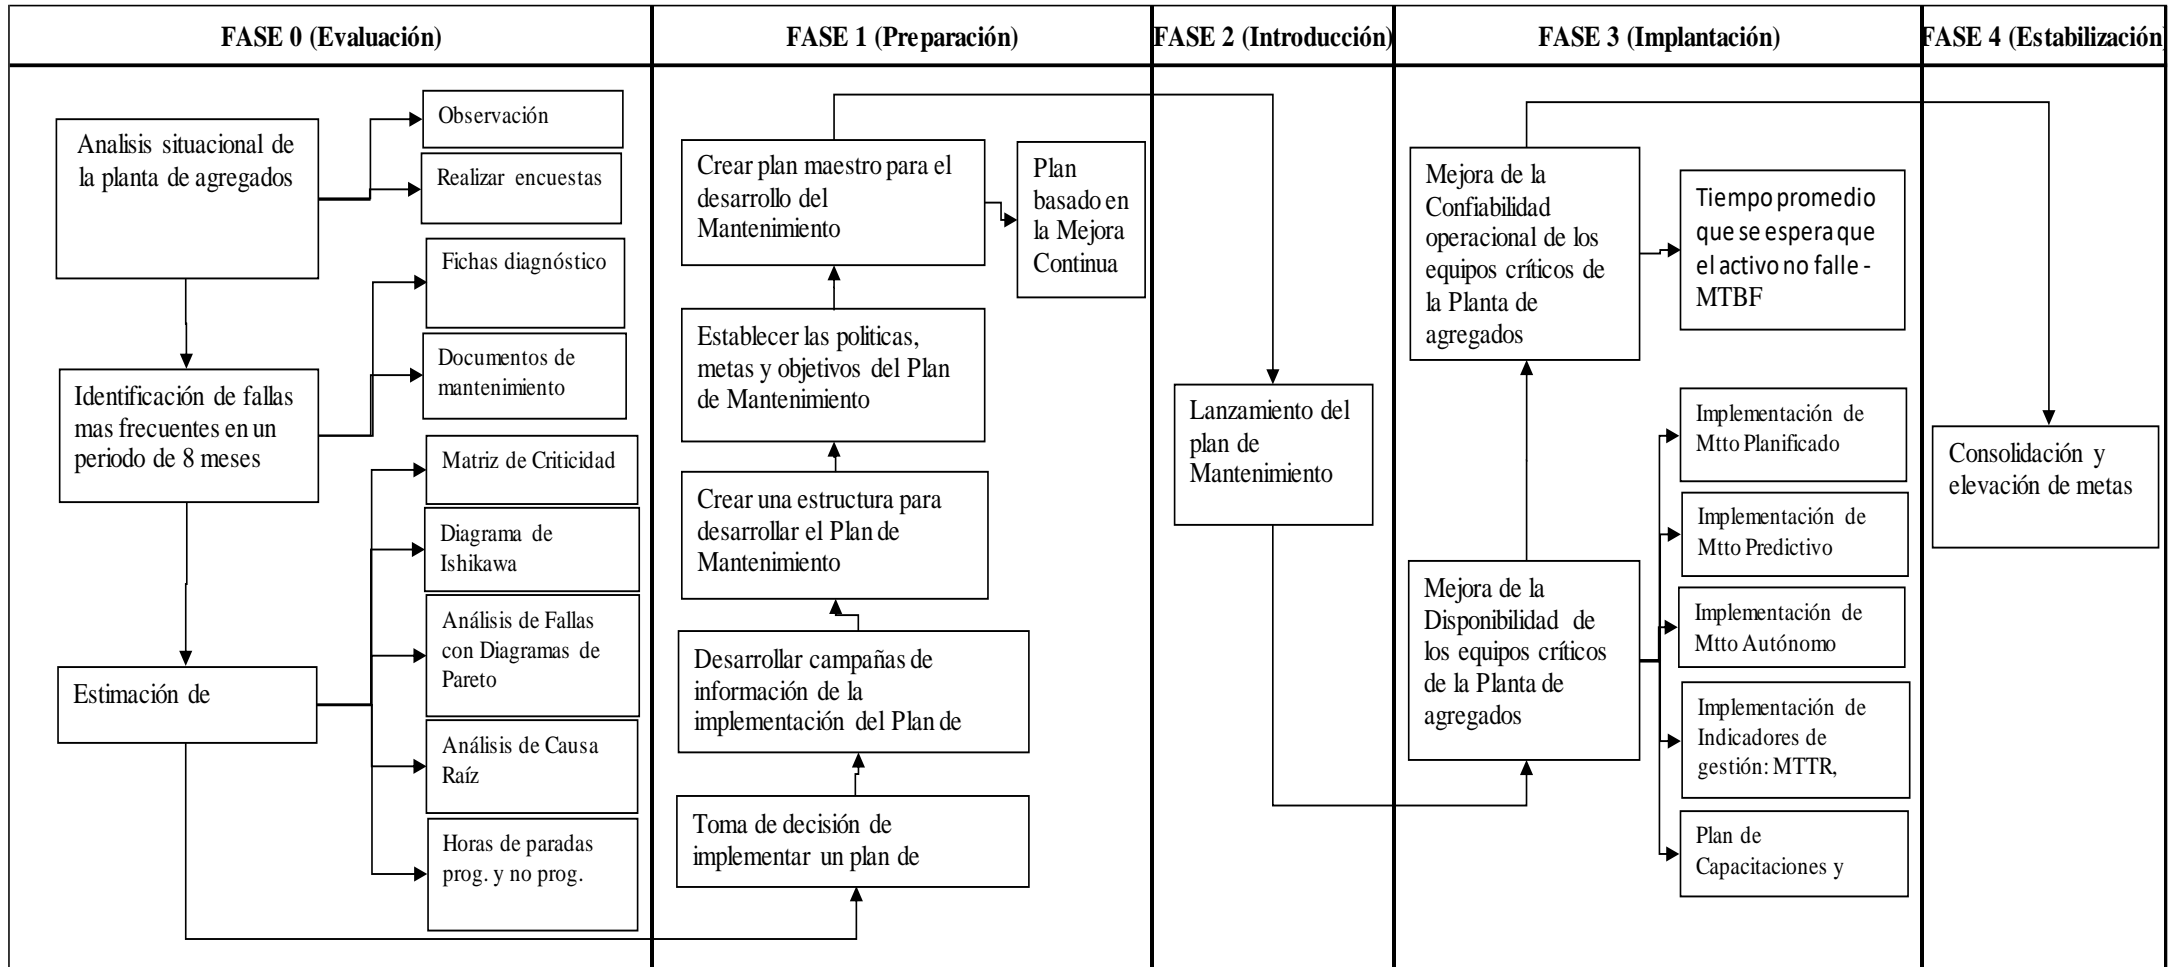 FASE 0 (Evaluación)
FASE 1 (Preparación)
FASE 2 (Introducción)
FASE 3 (Implantación)
FASE 4 (Estabilización)
Analisis situacional de
la planta de agregados
Observación
Realizar encuestas
Identificación de fallas
mas frecuentes en un
periodo de 8 meses
Fichas diagnóstico
Documentos de
mantenimiento
Estimación de
Matriz de Criticidad
Diagrama de
Ishikawa
Análisis de Fallas
con Diagramas de
Pareto
Análisis de Causa
Raíz
Horas de paradas
prog. y no prog.
Crear plan maestro para el
desarrollo del
Mantenimiento
Plan
basado en
la Mejora
Continua
Establecer las politicas,
metas y objetivos del Plan
de Mantenimiento
Crear una estructura para
desarrollar el Plan de
Mantenimiento
Desarrollar campañas de
información de la
implementación del Plan de
Toma de decisión de
implementar un plan de
Lanzamiento del
plan de
Mantenimiento
Mejora de la
Confiabilidad
operacional de los
equipos críticos de
la Planta de
agregados
Tiempo promedio
que se espera que
el activo no falle -
MTBF
Mejora de la
Disponibilidad de
los equipos críticos
de la Planta de
agregados
Implementación de
Mtto Planificado
Implementación de
Mtto Predictivo
Implementación de
Mtto Autónomo
Implementación de
Indicadores de
gestión: MTTR,
Plan de
Capacitaciones y
Consolidación y
elevación de metas